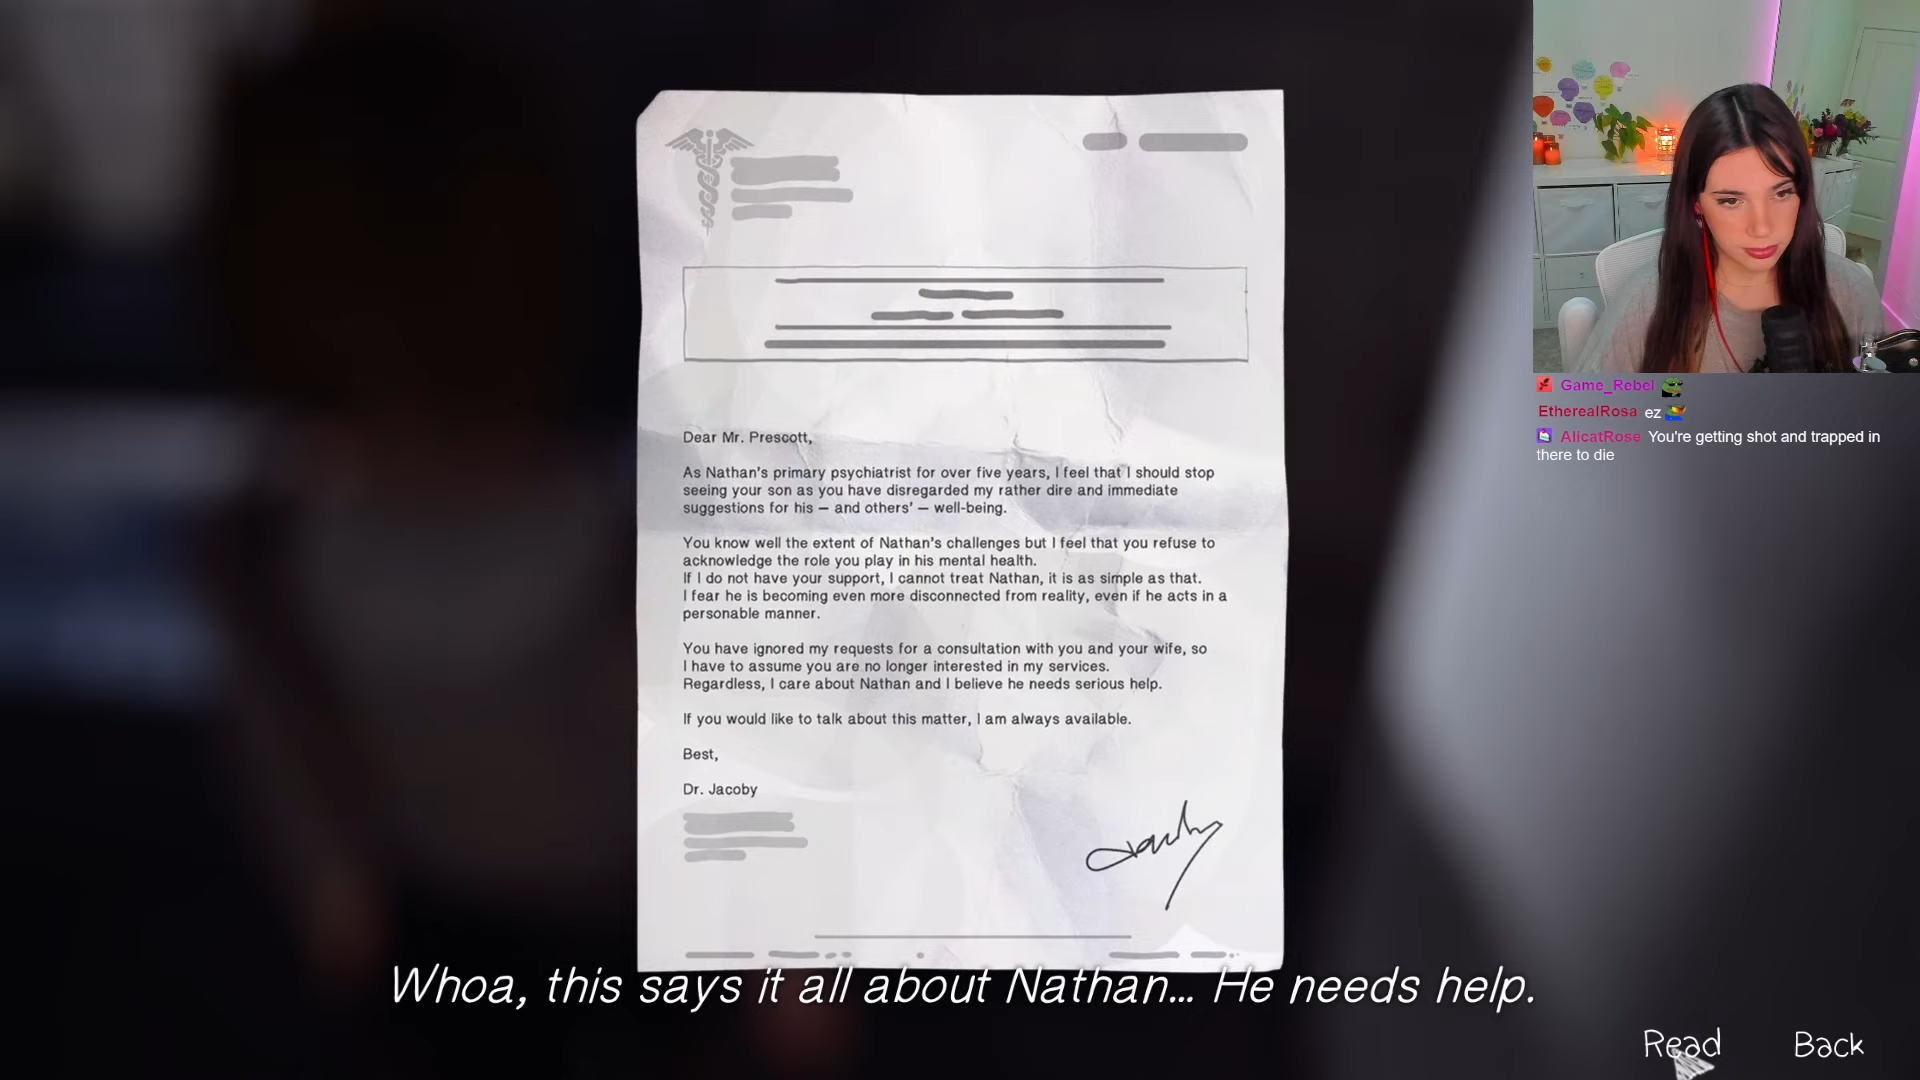 Dear Mr. Prescott,
As Nathan's primary psychiatrist for over five years, I feel that I should stop
seeing your son as you have disregarded my rather dire and immediate
suggestions for his — and others' — well-being.
You know well the extent of Nathan's challenges but I feel that you refuse to
acknowledge the role you play in his mental health.
If I do not have your support, I cannot treat Nathan, it is as simple as that.
I fear he is becoming even more disconnected from reality, even if he acts in a
personable manner.
You have ignored my requests for a consultation with you and your wife, so
I have to assume you are no longer interested in my services.
Regardless, I care about Nathan and I believe he needs serious help.
If you would like to talk about this matter, I am always available.
Best,
Dr. Jacoby
Whoa, this says it all about Nathan... He needs help.
Read
Back
Game_Rebel
EtherealRosa ez
AlicatRose You're getting shot and trapped in
there to die